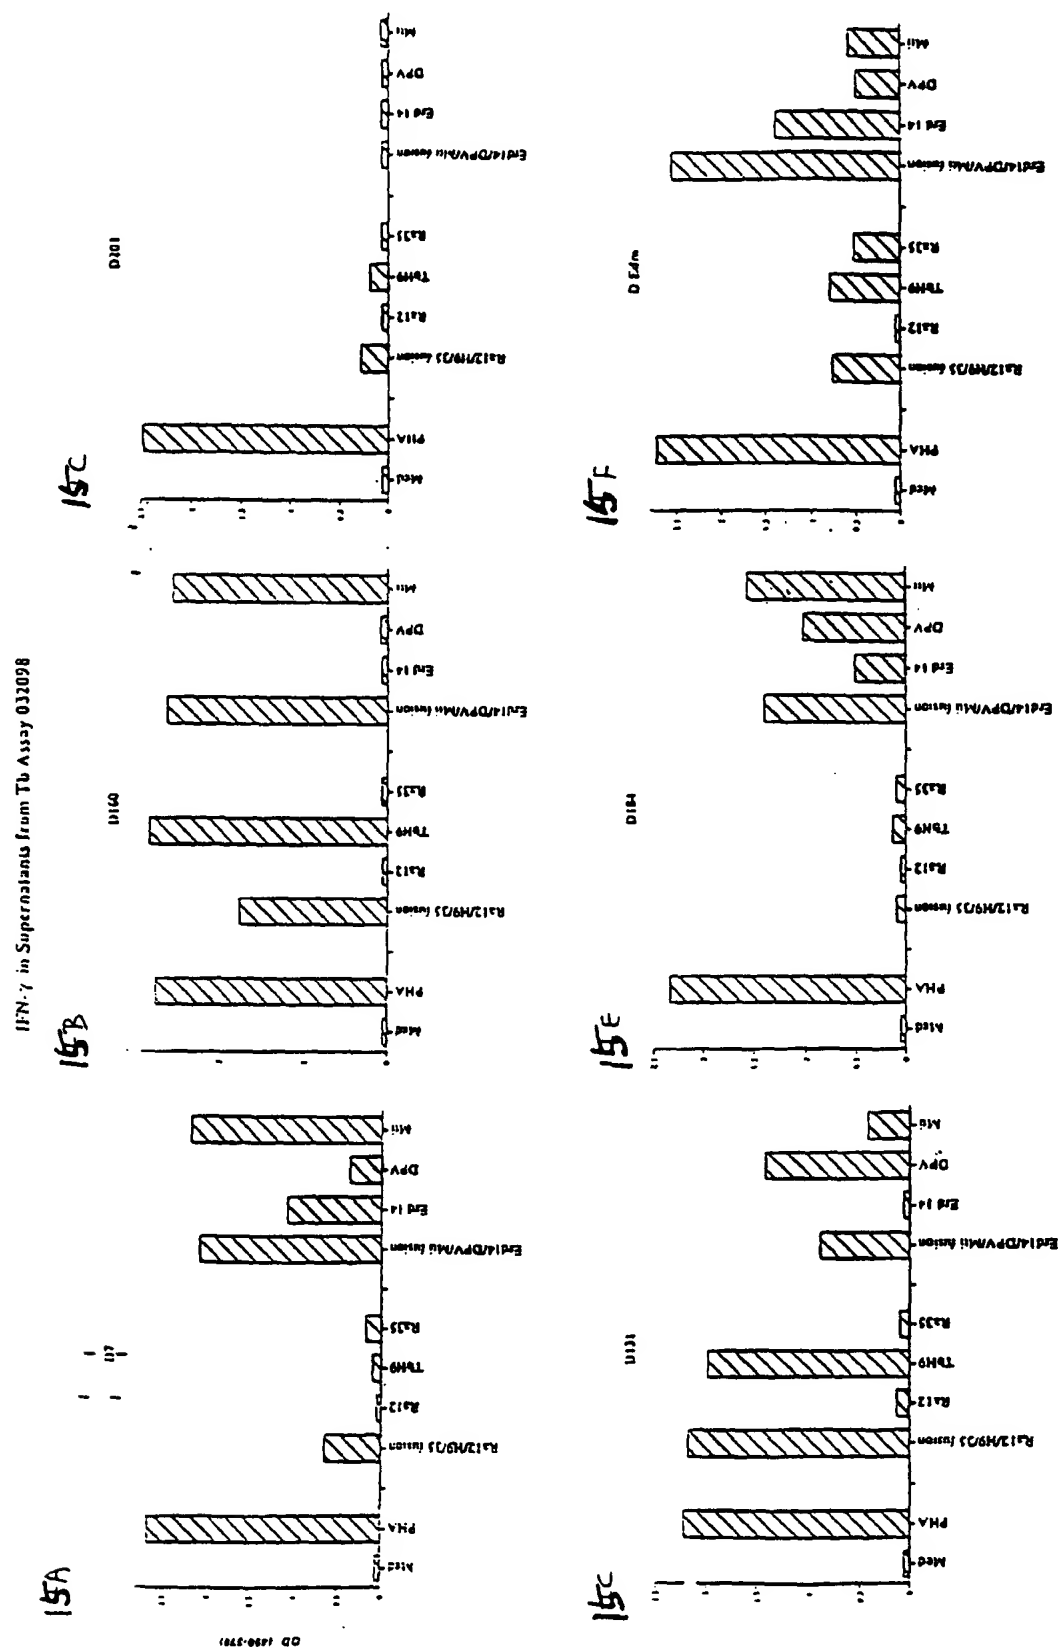 IFN-γ in Supernatants from Tb Assay 032098
15A
OD (490-570)
Med
PHA
Ra12/H9/35 fusion
Ra12
TbH9
Ra35
Erd14/DPV/Mti fusion
Erd 14
DPV
Mti
15B
D160
Med
PHA
Ra12/H9/35 fusion
Ra12
TbH9
Ra35
Erd14/DPV/Mti fusion
Erd 14
DPV
Mti
15C
D201
Med
PHA
Ra12/H9/35 fusion
Ra12
TbH9
Ra35
Erd14/DPV/Mti fusion
Erd 14
DPV
Mti
15C
D131
Med
PHA
Ra12/H9/35 fusion
Ra12
TbH9
Ra35
Erd14/DPV/Mti fusion
Erd 14
DPV
Mti
15E
D184
Med
PHA
Ra12/H9/35 fusion
Ra12
TbH9
Ra35
Erd14/DPV/Mti fusion
Erd 14
DPV
Mti
15F
D Edm
Med
PHA
Ra12/H9/35 fusion
Ra12
TbH9
Ra35
Erd14/DPV/Mti fusion
Erd 14
DPV
Mti